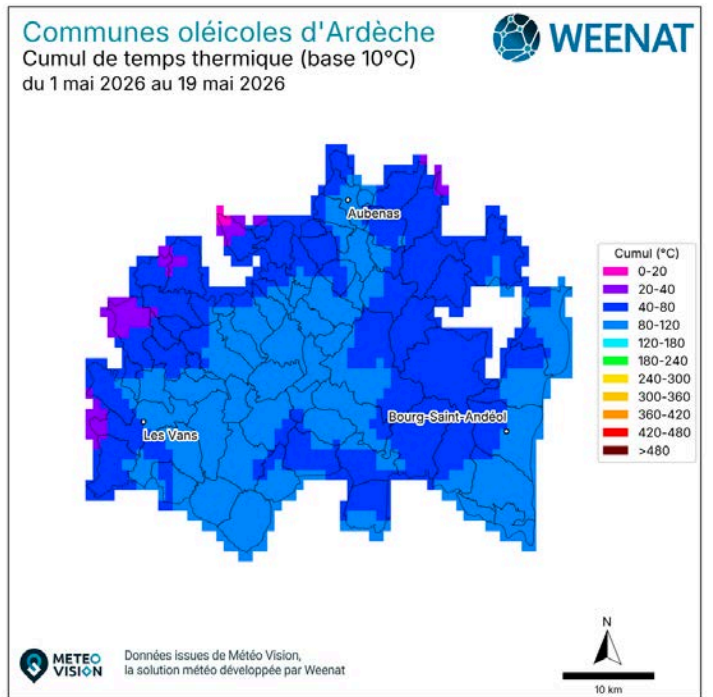 Communes oléicoles d'Ardèche
WEENAT
Cumul de temps thermique (base 10°C)
du 1 mai 2026 au 19 mai 2026
Aubenas
Cumul (°C)
0-20
20-40
40-80
80-120
120-180
180-240
240-300
300-360
360-420
420-480
>480
Bourg-Saint-Andéol
Les Vans
N
METEO
VISION
Données issues de Météo Vision,
la solution météo développée par Weenat
10 km